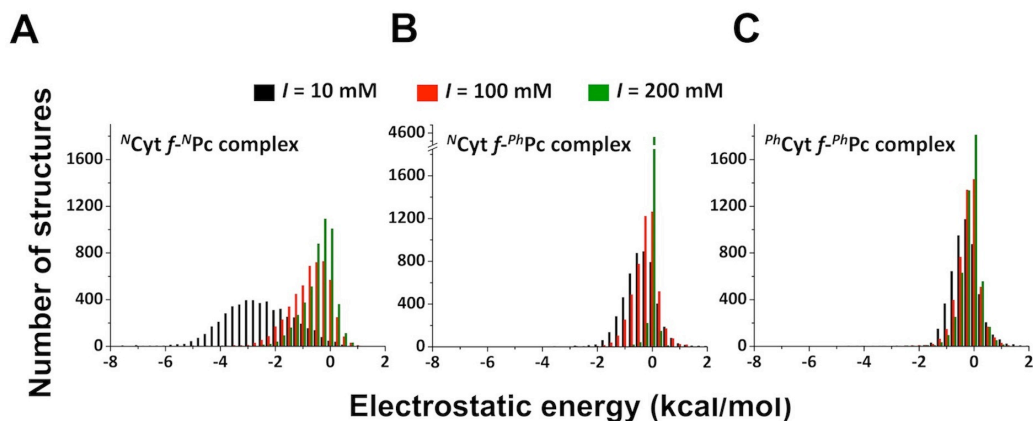 A B C
I = 10 mM I = 100 mM I = 200 mM
Number of structures
NCyt f-NPc complex
1600
1200
800
400
0
-8 -6 -4 -2 0 2
NCyt f-PhPc complex
4600
1600
1200
800
400
0
-6 -4 -2 0 2
PhCyt f-PhPc complex
1600
1200
800
400
0
-6 -4 -2 0 2
Electrostatic energy (kcal/mol)